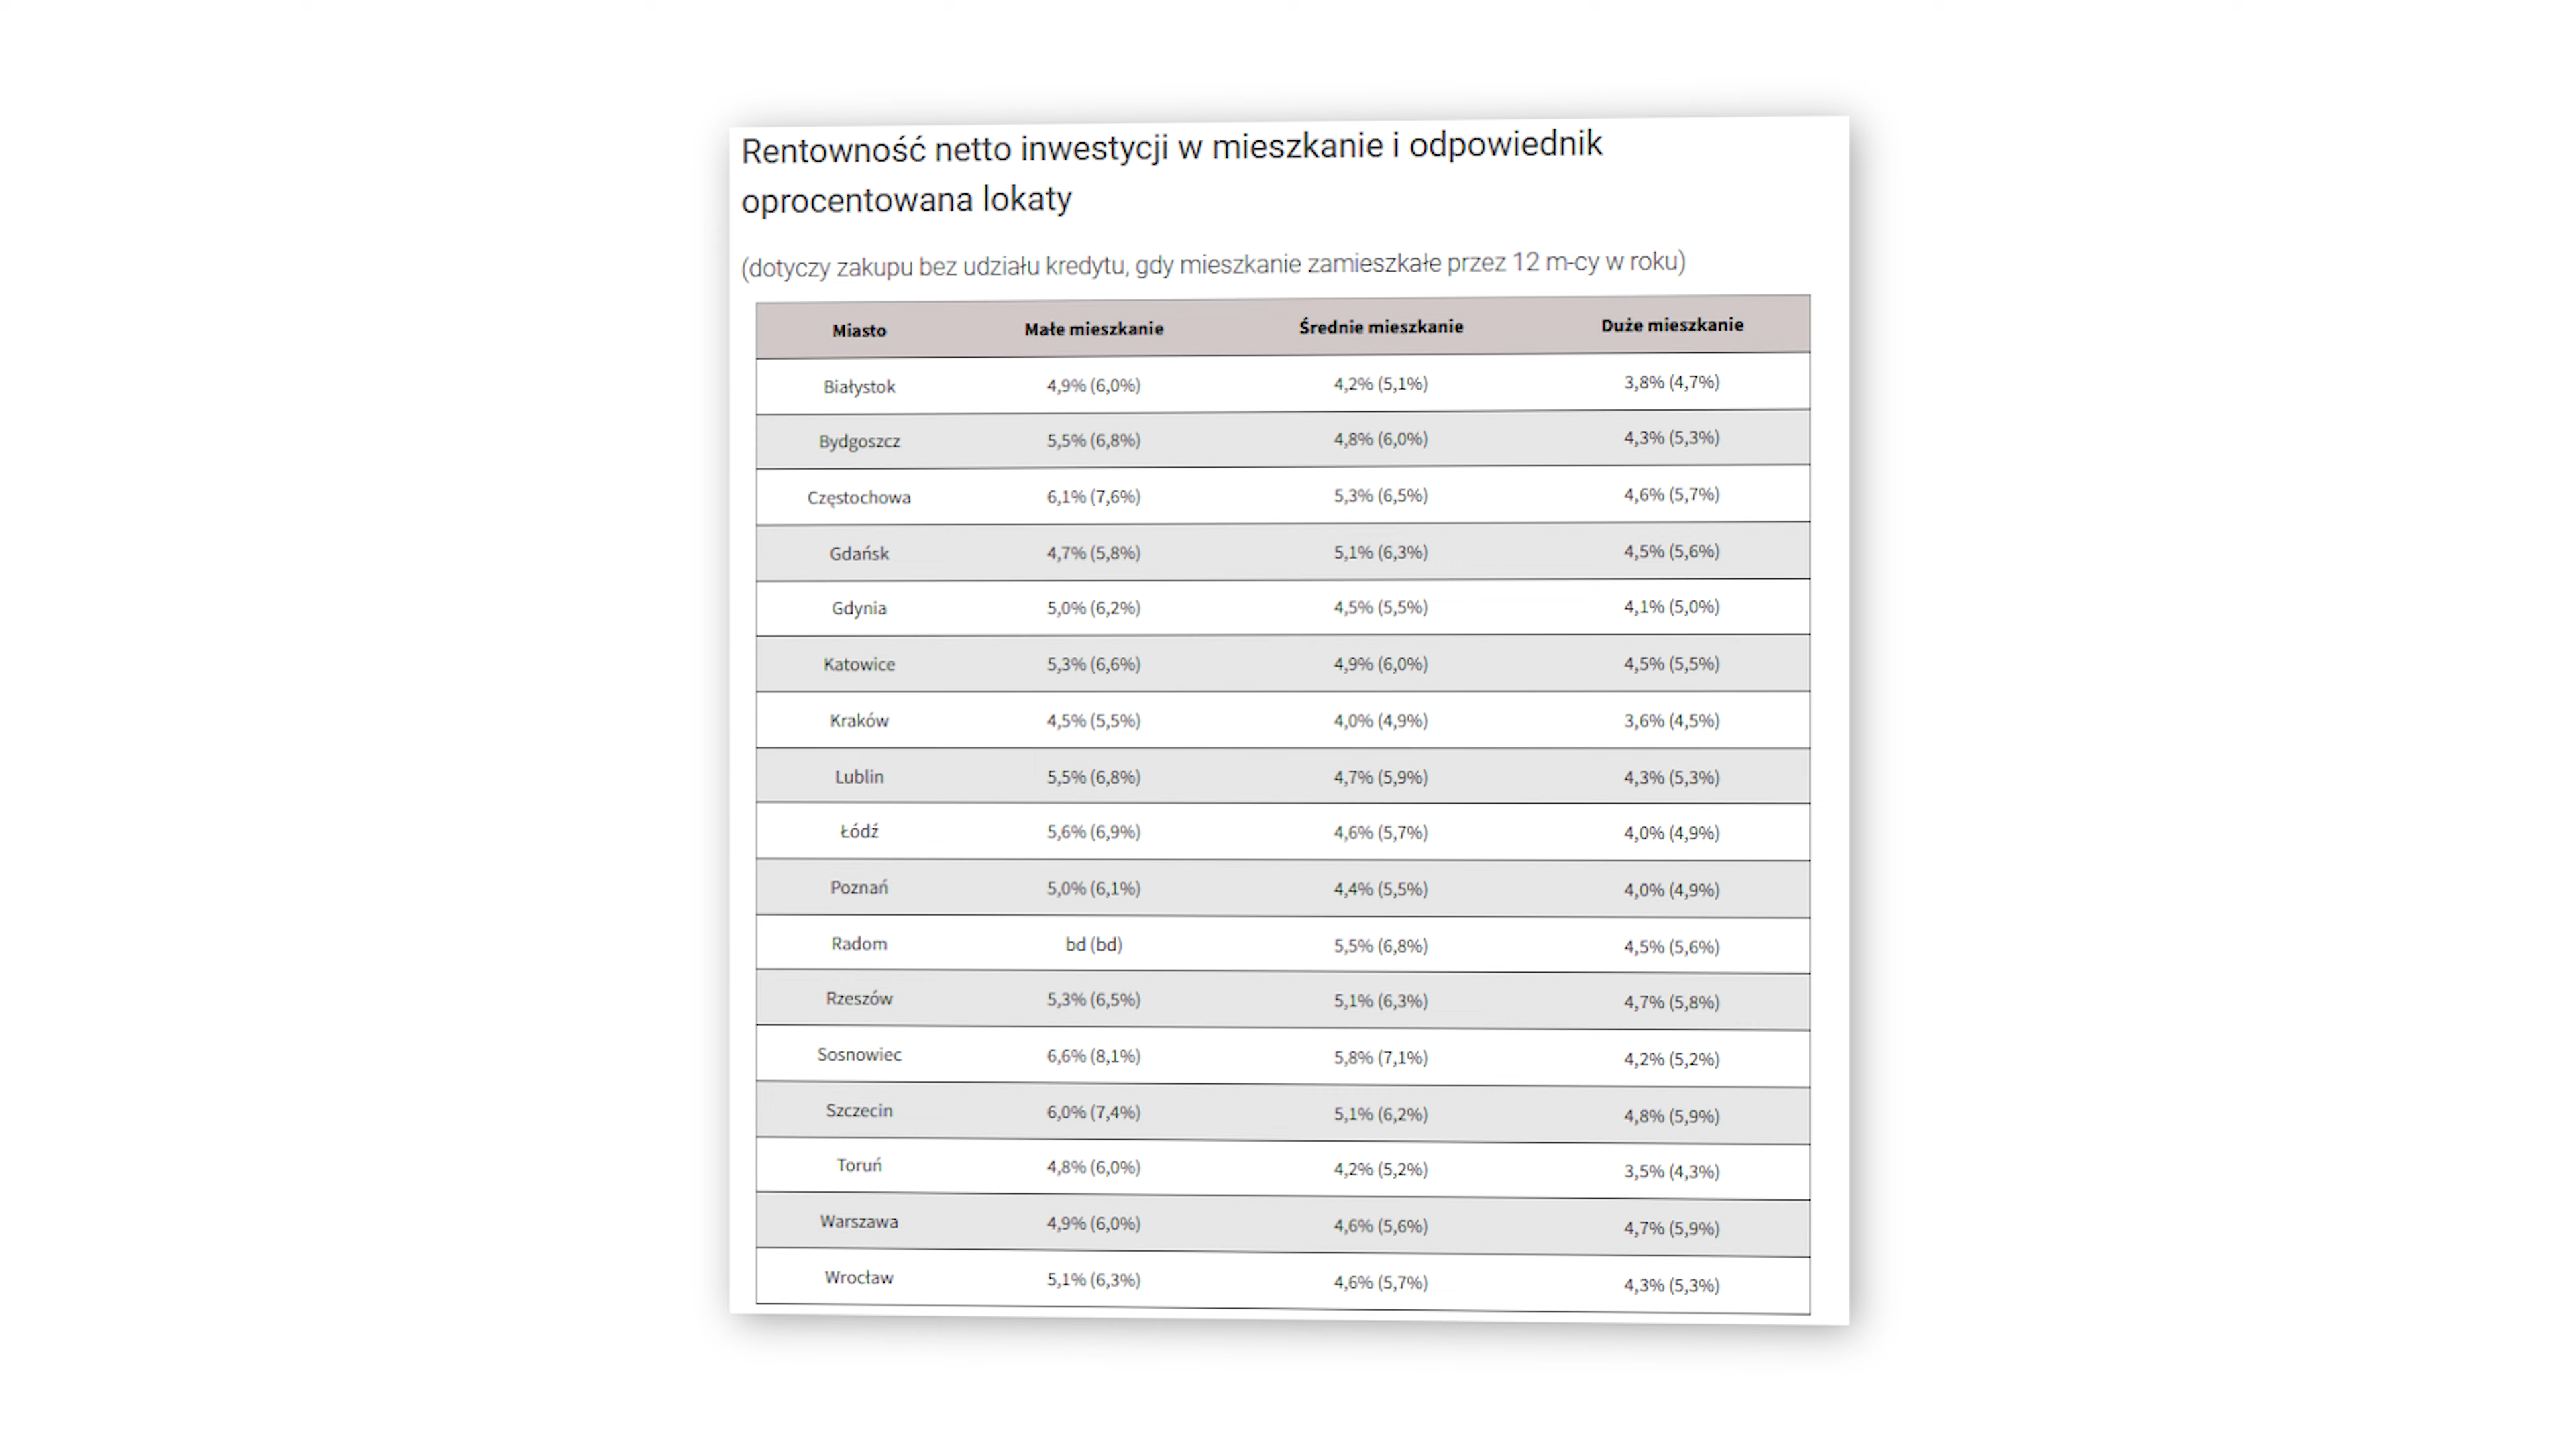 Rentowność netto inwestycji w mieszkanie i odpowiednik
oprocentowana lokaty
(dotyczy zakupu bez udziału kredytu, gdy mieszkanie zamieszkałe przez 12 m-cy w roku)
Miasto Małe mieszkanie Średnie mieszkanie Duże mieszkanie
Białystok 4,9% (6,0%) 4,2% (5,1%) 3,8% (4,7%)
Bydgoszcz 5,5% (6,8%) 4,8% (6,0%) 4,3% (5,3%)
Częstochowa 6,1% (7,6%) 5,3% (6,5%) 4,6% (5,7%)
Gdańsk 4,7% (5,8%) 5,1% (6,3%) 4,5% (5,6%)
Gdynia 5,0% (6,2%) 4,5% (5,5%) 4,1% (5,0%)
Katowice 5,3% (6,6%) 4,9% (6,0%) 4,5% (5,5%)
Kraków 4,5% (5,5%) 4,0% (4,9%) 3,6% (4,5%)
Lublin 5,5% (6,8%) 4,7% (5,9%) 4,3% (5,3%)
Łódź 5,6% (6,9%) 4,6% (5,7%) 4,0% (4,9%)
Poznań 5,0% (6,1%) 4,4% (5,5%) 4,0% (4,9%)
Radom bd (bd) 5,5% (6,8%) 4,5% (5,6%)
Rzeszów 5,3% (6,5%) 5,1% (6,3%) 4,7% (5,8%)
Sosnowiec 6,6% (8,1%) 5,8% (7,1%) 4,2% (5,2%)
Szczecin 6,0% (7,4%) 5,1% (6,2%) 4,8% (5,9%)
Toruń 4,8% (6,0%) 4,2% (5,2%) 3,5% (4,3%)
Warszawa 4,9% (6,0%) 4,6% (5,6%) 4,7% (5,9%)
Wrocław 5,1% (6,3%) 4,6% (5,7%) 4,3% (5,3%)